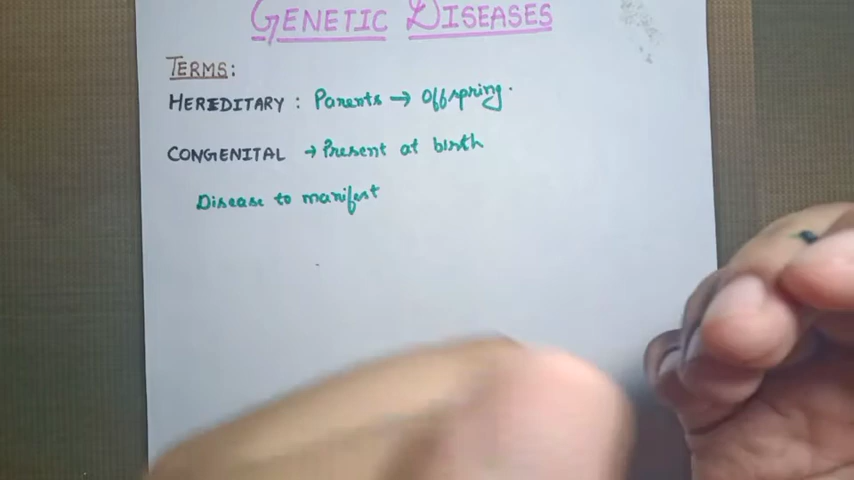 GENETIC DISEASES
TERMS:
HEREDITARY : Parents → Offspring.
CONGENITAL → Present at birth
Disease to manifest